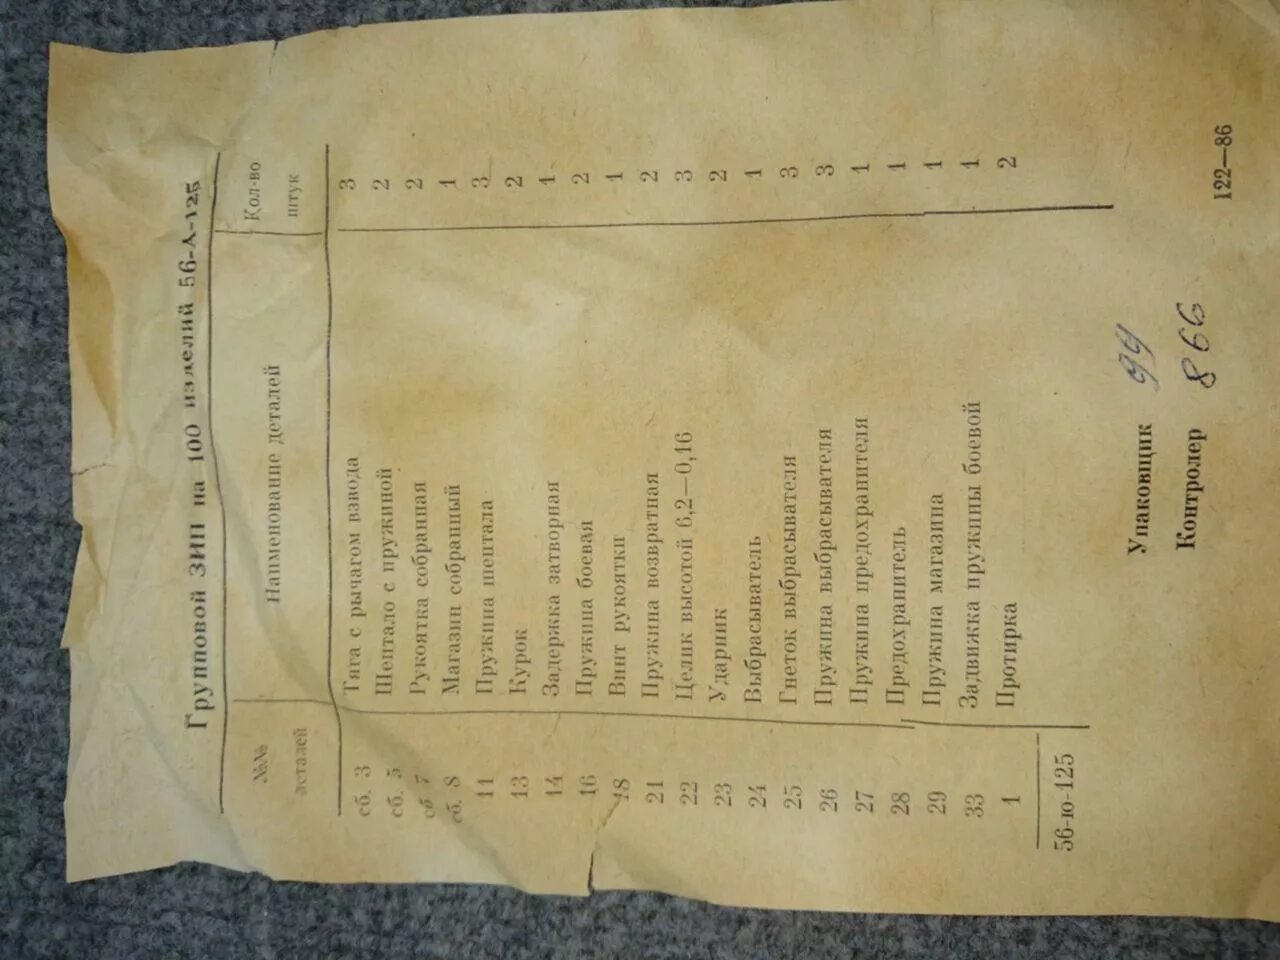 Групповой ЗИП на 100 изделий 56-А-125
№№ деталей Наименование деталей Кол-во штук
сб. 3 Тяга с рычагом взвода 3
сб. 5 Шептало с пружиной 2
сб 7 Рукоятка собранная 2
сб. 8 Магазин собранный 1
11 Пружина шептала 3
13 Курок 2
14 Задержка затворная 1
16 Пружина боевая 2
18 Винт рукоятки 1
21 Пружина возвратная 2
22 Целик высотой 6,2—0,16 3
23 Ударник 2
24 Выбрасыватель 1
25 Гнеток выбрасывателя 3
26 Пружина выбрасывателя 3
27 Пружина предохранителя 1
28 Предохранитель 1
29 Пружина магазина 1
33 Задвижка пружины боевой 1
1 Протирка 2
56-ю-125
Упаковщик 99
Контролер 866
122—86